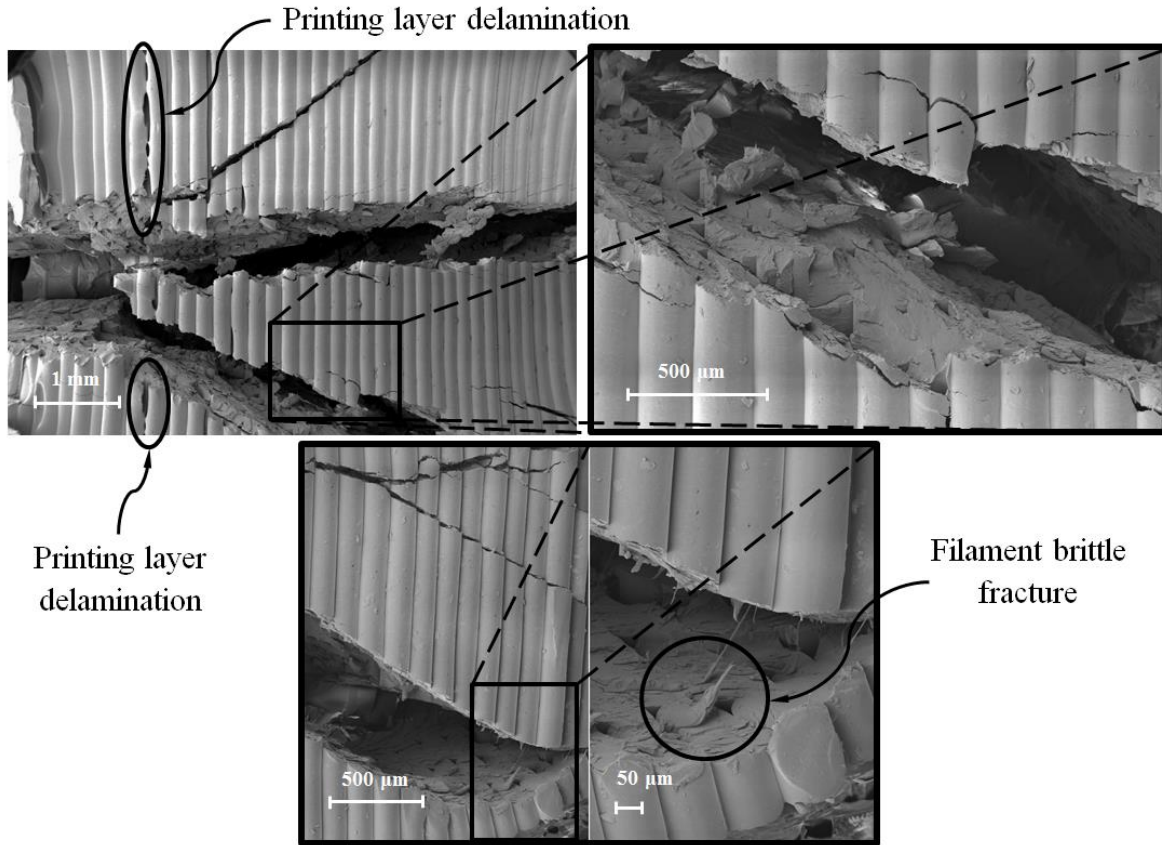 Printing layer delamination
1 mm
500 µm
Printing layer
delamination
Filament brittle
fracture
500 µm
50 µm